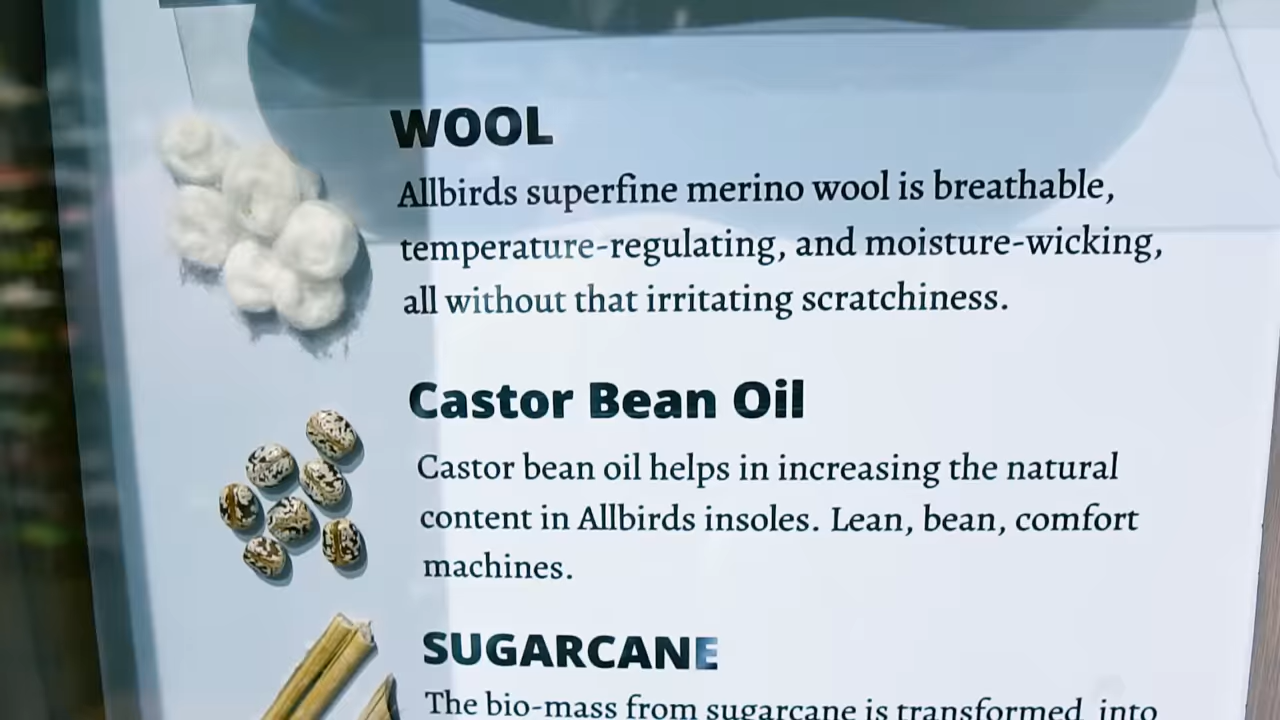 WOOL
Allbirds superfine merino wool is breathable,
temperature-regulating, and moisture-wicking,
all without that irritating scratchiness.
Castor Bean Oil
Castor bean oil helps in increasing the natural
content in Allbirds insoles. Lean, bean, comfort
machines.
SUGARCANE
The bio-mass from sugarcane is transformed into